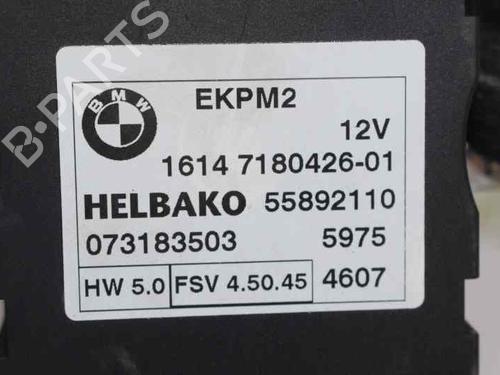 B-PARTS
BMW
EKPM2
12V
1614 7180426-01
HELBAKO 55892110
073183503 5975
HW 5.0 FSV 4.50.45 4607